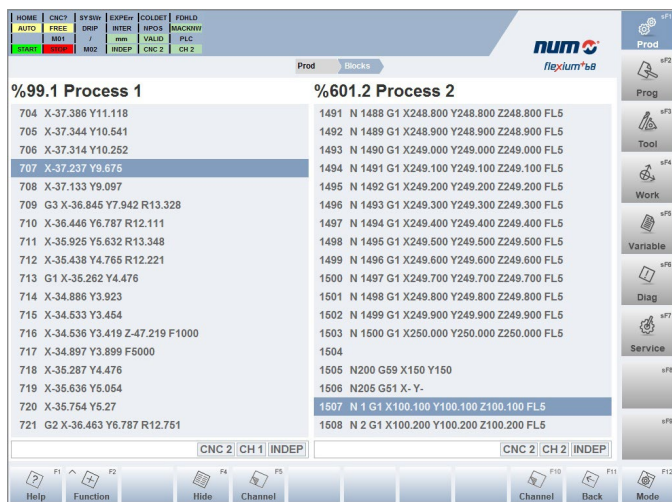 HOME CNC? SYSWr EXPErr COLDET FDHLD
AUTO FREE DRIP INTER NPOS MACKNW
M01 / mm VALID PLC
START STOP M02 INDEP CNC 2 CH 2
num
flexium+68
Prod Blocks
%99.1 Process 1
704 X-37.386 Y11.118
705 X-37.344 Y10.541
706 X-37.314 Y10.252
707 X-37.237 Y9.675
708 X-37.133 Y9.097
709 G3 X-36.845 Y7.942 R13.328
710 X-36.446 Y6.787 R12.111
711 X-35.925 Y5.632 R13.348
712 X-35.438 Y4.765 R12.221
713 G1 X-35.262 Y4.476
714 X-34.886 Y3.923
715 X-34.533 Y3.454
716 X-34.536 Y3.419 Z-47.219 F1000
717 X-34.897 Y3.899 F5000
718 X-35.287 Y4.476
719 X-35.636 Y5.054
720 X-35.754 Y5.27
721 G2 X-36.463 Y6.787 R12.751
CNC 2 CH 1 INDEP
%601.2 Process 2
1491 N 1488 G1 X248.800 Y248.800 Z248.800 FL5
1492 N 1489 G1 X248.900 Y248.900 Z248.900 FL5
1493 N 1490 G1 X249.000 Y249.000 Z249.000 FL5
1494 N 1491 G1 X249.100 Y249.100 Z249.100 FL5
1495 N 1492 G1 X249.200 Y249.200 Z249.200 FL5
1496 N 1493 G1 X249.300 Y249.300 Z249.300 FL5
1497 N 1494 G1 X249.400 Y249.400 Z249.400 FL5
1498 N 1495 G1 X249.500 Y249.500 Z249.500 FL5
1499 N 1496 G1 X249.600 Y249.600 Z249.600 FL5
1500 N 1497 G1 X249.700 Y249.700 Z249.700 FL5
1501 N 1498 G1 X249.800 Y249.800 Z249.800 FL5
1502 N 1499 G1 X249.900 Y249.900 Z249.900 FL5
1503 N 1500 G1 X250.000 Y250.000 Z250.000 FL5
1504
1505 N200 G59 X150 Y150
1506 N205 G51 X- Y-
1507 N 1 G1 X100.100 Y100.100 Z100.100 FL5
1508 N 2 G1 X100.200 Y100.200 Z100.200 FL5
CNC 2 CH 2 INDEP
sF1
Prod
sF2
Prog
sF3
Tool
sF4
Work
sF5
Variable
sF6
Diag
sF7
Service
sF8
sF9
F1 F2 F4 F5 F10 F11 F12
Help Function Hide Channel Channel Back Mode